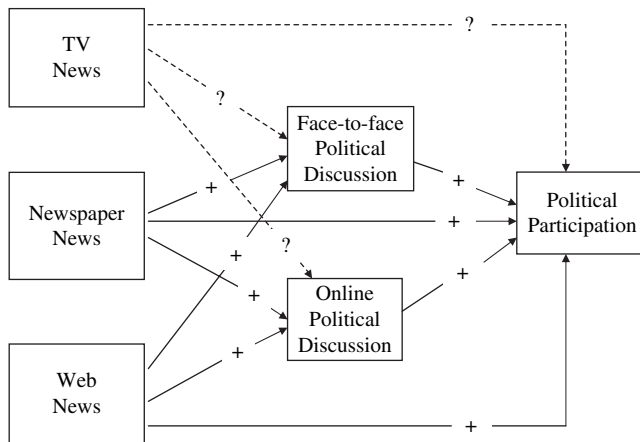 TV
News
?
?
Face-to-face
Political
Discussion
+
+
Newspaper
News
+
Political
Participation
+
?
+
Online
Political
Discussion
+
+
Web
News
+
+